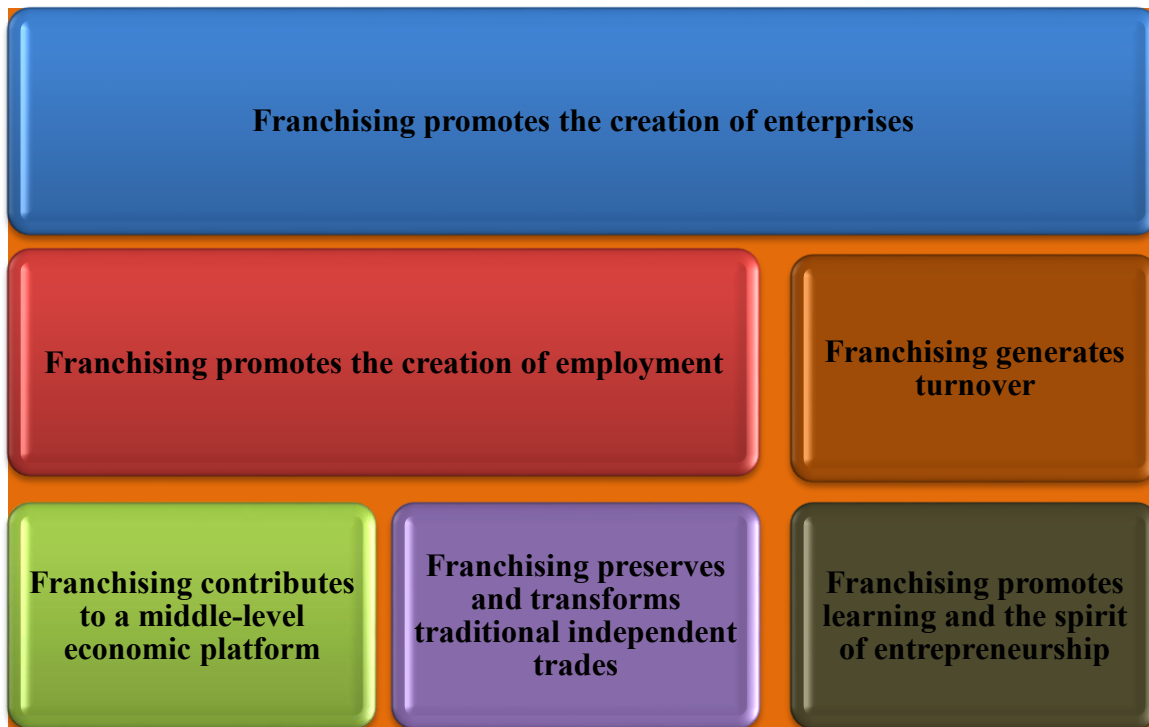 Franchising promotes the creation of enterprises
Franchising promotes the creation of employment
Franchising generates
turnover
Franchising contributes
to a middle-level
economic platform
Franchising preserves
and transforms
traditional independent
trades
Franchising promotes
learning and the spirit
of entrepreneurship